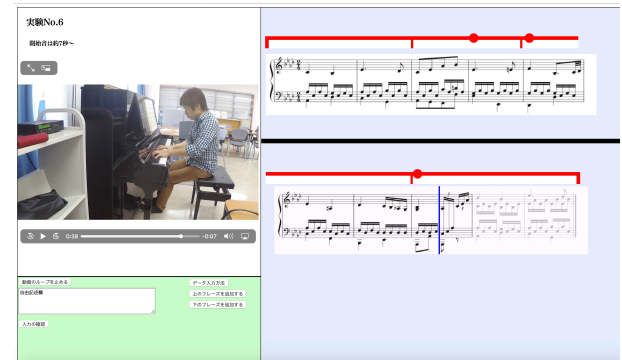 実験No.6
開始音は約7秒〜
0:38
-0:07
動画のループを止める
データ入力方法
自由記述欄
上のフレーズを追加する
下のフレーズを追加する
入力の確認